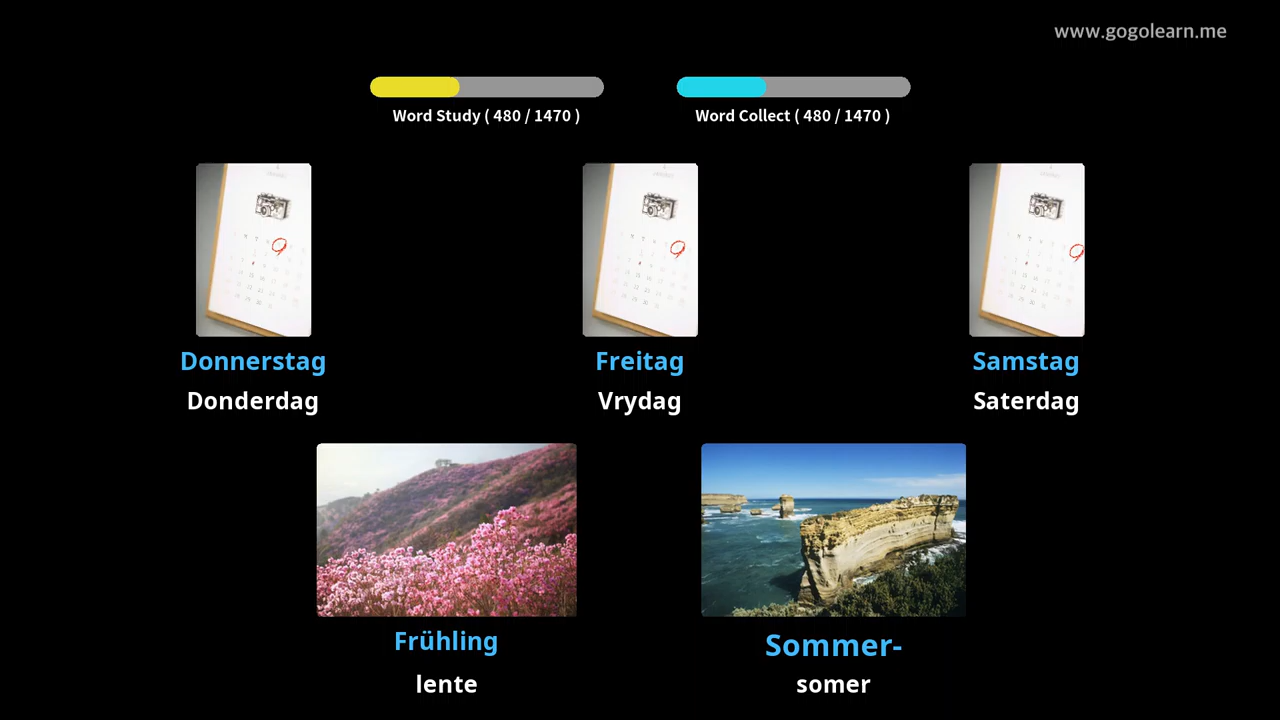 www.gogolearn.me
Word Study ( 480 / 1470 )
Word Collect ( 480 / 1470 )
Donnerstag
Freitag
Samstag
Donderdag
Vrydag
Saterdag
Frühling
Sommer-
lente
somer